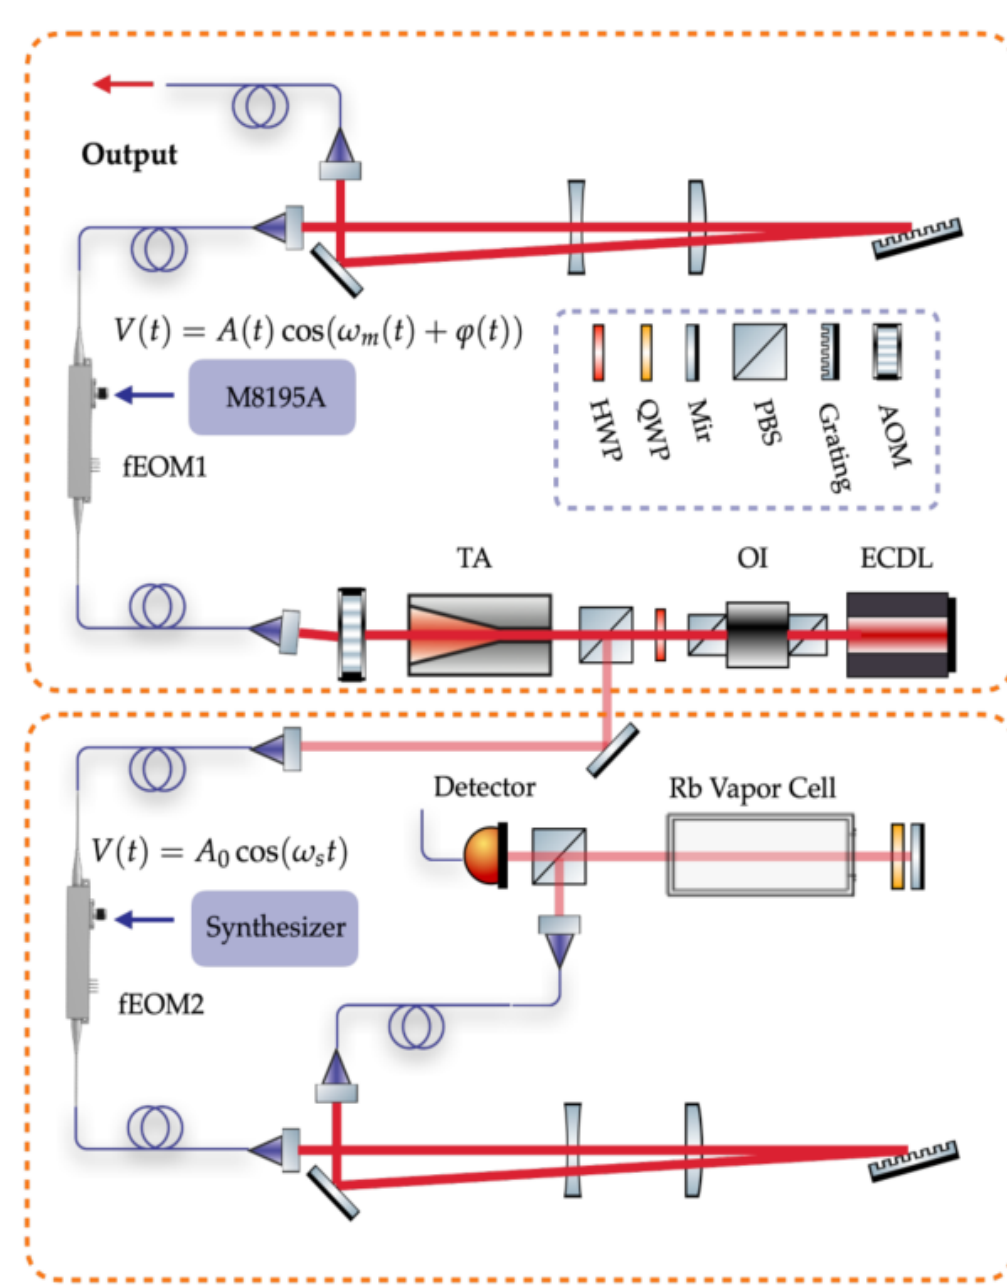 Output
V(t) = A(t) cos(ω_m(t) + φ(t))
M8195A
fEOM1
HWP
QWP
Mir
PBS
Grating
AOM
TA
OI
ECDL
Detector
Rb Vapor Cell
V(t) = A₀ cos(ω_s t)
Synthesizer
fEOM2